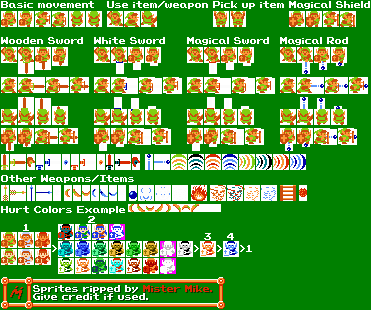 Basic movement Use item/weapon Pick up item Magical Shield
Wooden Sword White Sword Magical Sword Magical Rod
Other Weapons/Items
Hurt Colors Example
1 2 3 4
> > >1
Sprites ripped by Mister Mike.
Give credit if used.